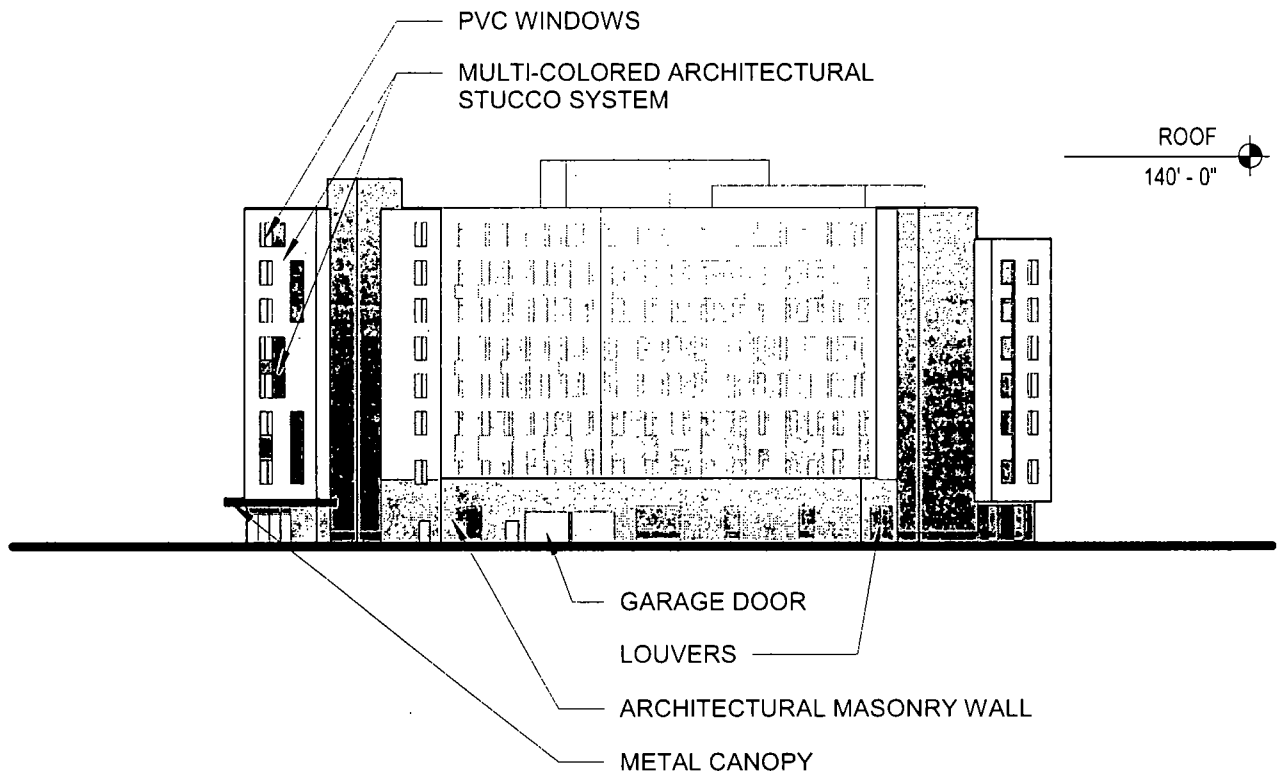 PVC WINDOWS
MULTI-COLORED ARCHITECTURAL
STUCCO SYSTEM
ROOF
140' - 0"
GARAGE DOOR
LOUVERS
ARCHITECTURAL MASONRY WALL
METAL CANOPY